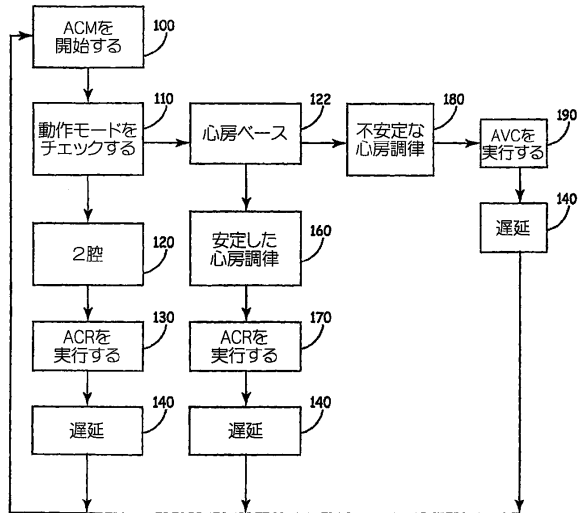 ACMを
開始する
100
動作モードを
チェックする
110
心房ベース
122
不安定な
心房調律
180
AVCを
実行する
190
2腔
120
安定した
心房調律
160
遅延
140
ACRを
実行する
130
ACRを
実行する
170
遅延
140
遅延
140